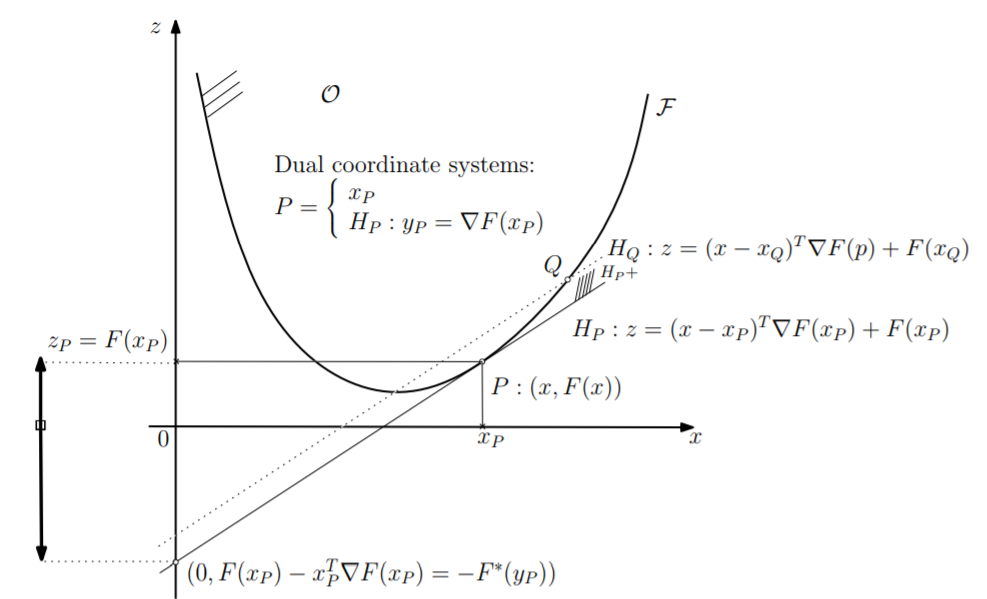 z
𝒪
ℱ
Dual coordinate systems:
P = { x_P
H_P : y_P = ∇F(x_P)
Q
H_Q : z = (x − x_Q)^T ∇F(p) + F(x_Q)
H_P+
H_P : z = (x − x_P)^T ∇F(x_P) + F(x_P)
z_P = F(x_P)
P : (x, F(x))
0
x_P
x
(0, F(x_P) − x_P^T ∇F(x_P) = −F*(y_P))